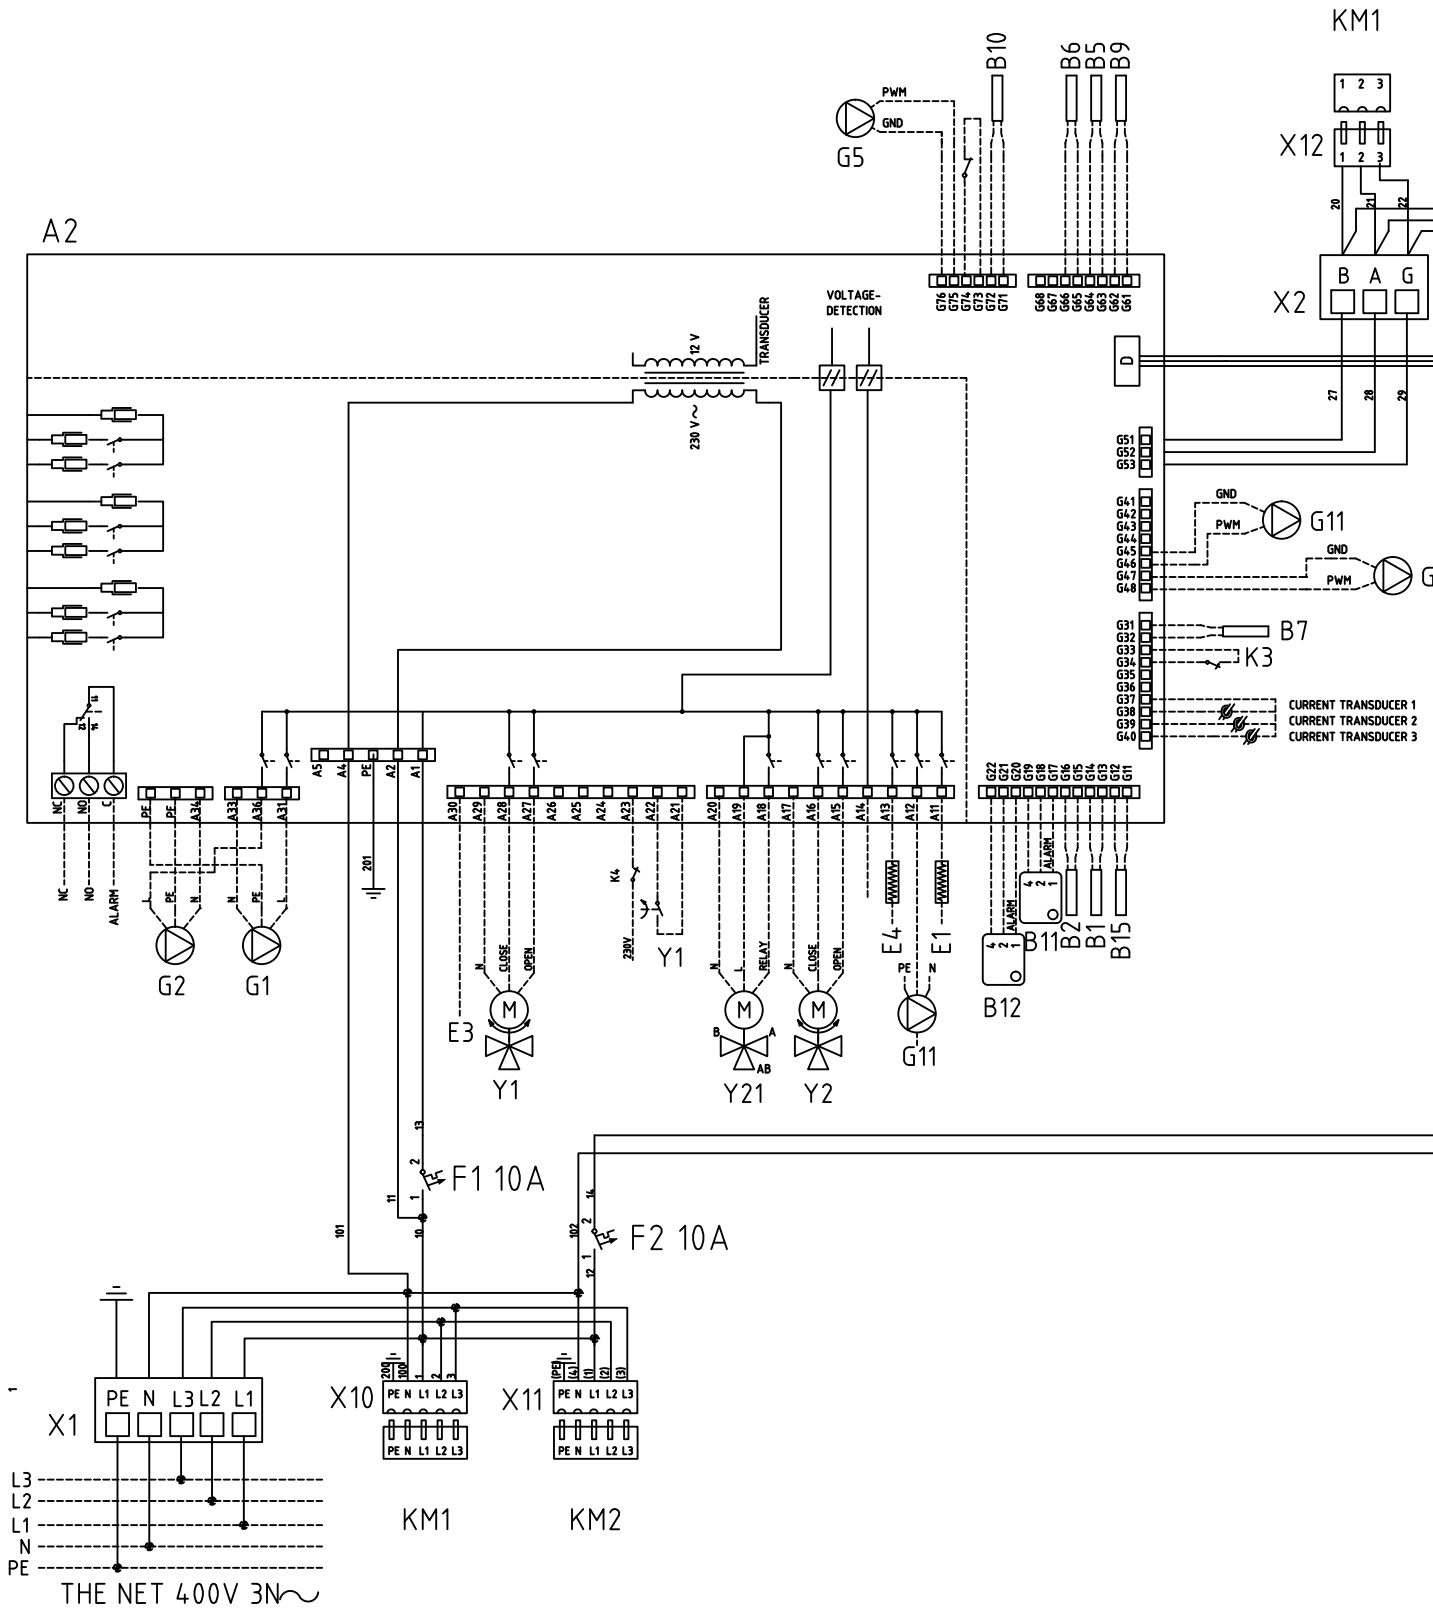 KM1
B10
B6
B5
B9
1 2 3
PWM
GND
G5
X12
1 2 3
20
21
22
A2
B A G
X2
G76
G75
G74
G73
G72
G71
G68
G67
G66
G65
G64
G63
G62
G61
VOLTAGE-
DETECTION
12 V
TRANSDUCER
230 V~
D
27
28
29
G51
G52
G53
G41
G42
G43
G44
G45
G46
G47
G48
GND
PWM
G11
GND
PWM
G
G31
G32
G33
G34
G35
G36
G37
G38
G39
G40
B7
K3
CURRENT TRANSDUCER 1
CURRENT TRANSDUCER 2
CURRENT TRANSDUCER 3
11
12
14
A5
A4
PE
A2
A1
NC
NO
C
PE
PE
A34
A33
A36
A31
A30
A29
A28
A27
A26
A25
A24
A23
A22
A21
A20
A19
A18
A17
A16
A15
A14
A13
A12
A11
G22
G21
G20
G19
G18
G17
G16
G15
G14
G13
G12
G11
NC
NO
ALARM
L
PE
N
N
PE
L
G2
G1
201
N
CLOSE
OPEN
E3
M
Y1
K4
230V
Y1
N
L
RELAY
M
B
A
AB
Y21
N
CLOSE
OPEN
M
Y2
E4
E1
PE N
G11
ALARM
4 2 1
B12
ALARM
4 2 1
B11
B2
B1
B15
13
2
1
F1 10A
11
10
101
14
2
1
F2 10A
102
12
200
100
1
2
3
(PE)
(4)
(1)
(2)
(3)
1
PE N L3 L2 L1
X1
X10
PE N L1 L2 L3
PE N L1 L2 L3
X11
PE N L1 L2 L3
PE N L1 L2 L3
KM1
KM2
L3
L2
L1
N
PE
THE NET 400V 3N~